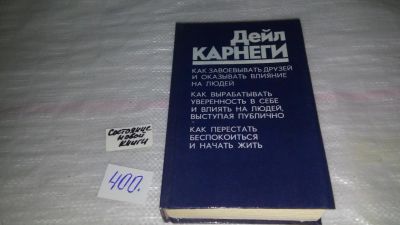 Дейл
КАРНЕГИ
КАК ЗАВОЕВЫВАТЬ ДРУЗЕЙ
И ОКАЗЫВАТЬ ВЛИЯНИЕ
НА ЛЮДЕЙ
КАК ВЫРАБАТЫВАТЬ
УВЕРЕННОСТЬ В СЕБЕ
И ВЛИЯТЬ НА ЛЮДЕЙ,
ВЫСТУПАЯ ПУБЛИЧНО
КАК ПЕРЕСТАТЬ
БЕСПОКОИТЬСЯ
И НАЧАТЬ ЖИТЬ
Состояние
новой
книги
400.